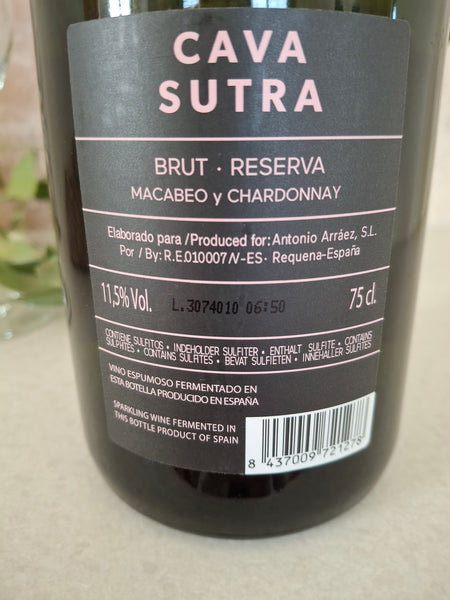 CAVA
SUTRA
BRUT · RESERVA
MACABEO y CHARDONNAY
Elaborado para /Produced for: Antonio Arráez, S.L.
Por / By: R.E.010007/V-ES · Requena-España
11,5% Vol. L.3074010 06:50 75 cl.
CONTIENE SULFITOS • INDEHOLDER SULFITER • ENTHALT SULFITE • CONTAINS
SULPHITES • CONTAINS SULFITES • BEVAT SULFIETEN • INNEHALLER SULFITES
VINO ESPUMOSO FERMENTADO EN
ESTA BOTELLA PRODUCIDO EN ESPAÑA
SPARKLING WINE FERMENTED IN
THIS BOTTLE PRODUCT OF SPAIN
8 437009 721278